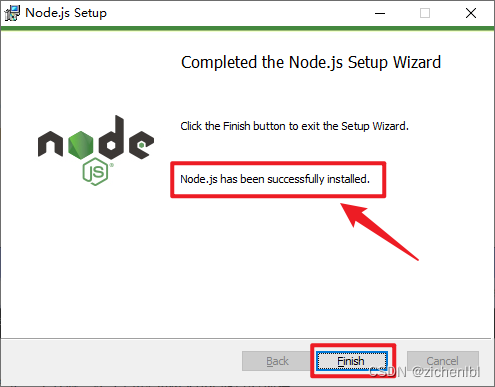 Node.js Setup
Completed the Node.js Setup Wizard
Click the Finish button to exit the Setup Wizard.
node
JS
Node.js has been successfully installed.
Back
Finish
Cancel
CSDN @zichenlbl